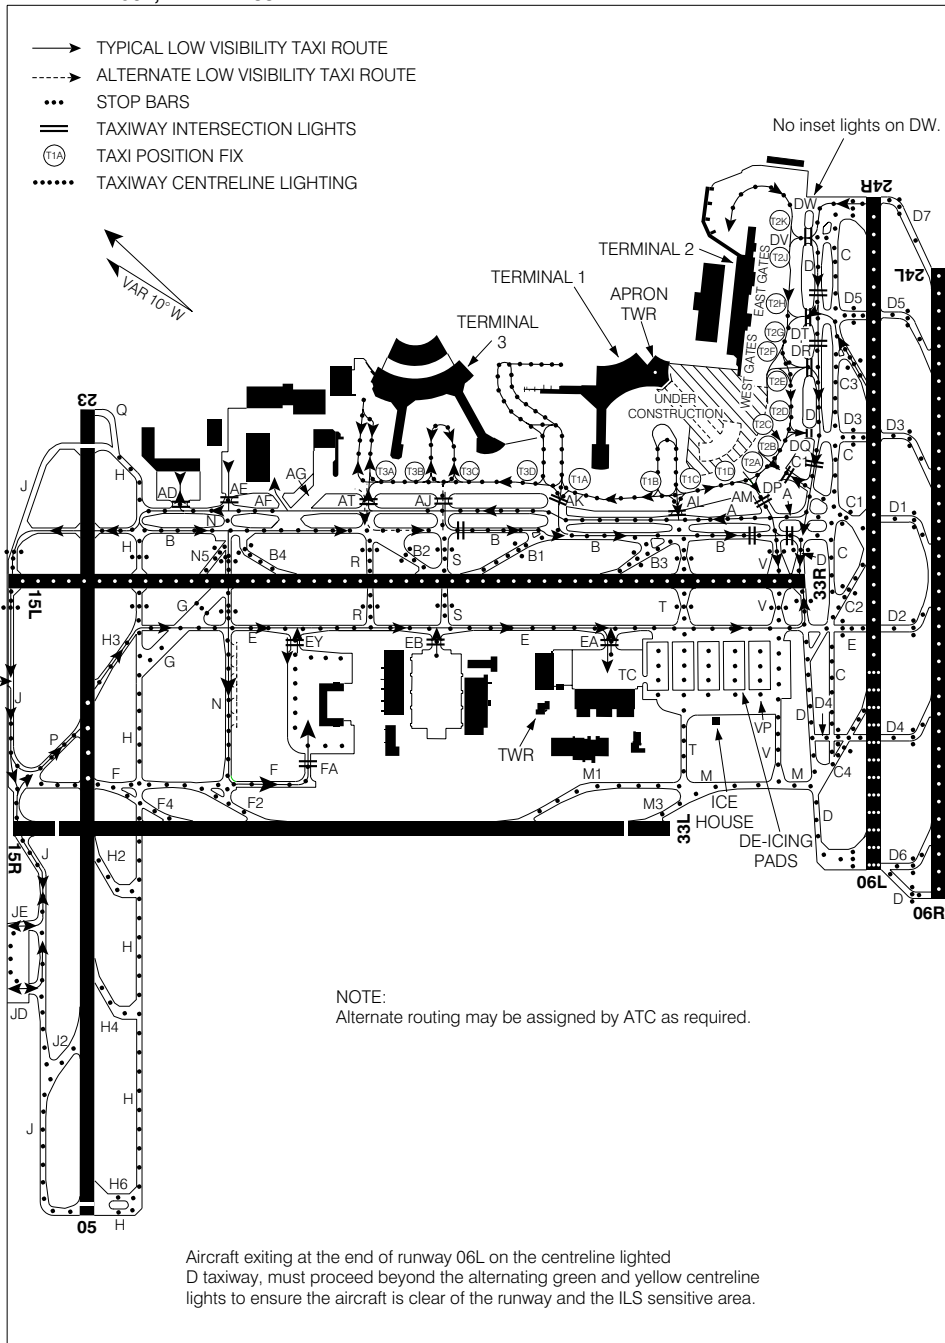 TYPICAL LOW VISIBILITY TAXI ROUTE
ALTERNATE LOW VISIBILITY TAXI ROUTE
STOP BARS
TAXIWAY INTERSECTION LIGHTS
T1A TAXI POSITION FIX
TAXIWAY CENTRELINE LIGHTING
No inset lights on DW.
VAR 10° W
24R
DW
D7
T2K
DV
T2J
D
C
24L
TERMINAL 2
TERMINAL 1
APRON
TWR
TERMINAL
3
EAST GATES
WEST GATES
T2H
D5
D5
T2G
DT
T2F
DR
T2E
C3
UNDER
CONSTRUCTION
T2D
D
T2C
D3
D3
T2B
DQ
C
T2A
C1
23
Q
H
J
AD
AE
AF
AG
AT
AJ
T3A
T3B
T3C
T3D
T1A
T1B
T1C
T1D
AK
AL
AM
DP
A
A
C1
D1
N
B
H
N5
B4
R
B2
S
B
B1
B
B3
B
V
D
C
15L
33R
G
H3
G
E
EY
R
EB
S
E
EA
T
V
C2
D2
E
C
TC
J
N
H
P
TWR
T
VP
V
D
D4
D4
C4
F
F
FA
M1
M
M
F4
F2
M3
33L
ICE
HOUSE
DE-ICING
PADS
D
15R
J
H2
D6
06L
D
06R
JE
H
JD
H4
J2
NOTE:
Alternate routing may be assigned by ATC as required.
J
H
H6
05
H
Aircraft exiting at the end of runway 06L on the centreline lighted
D taxiway, must proceed beyond the alternating green and yellow centreline
lights to ensure the aircraft is clear of the runway and the ILS sensitive area.